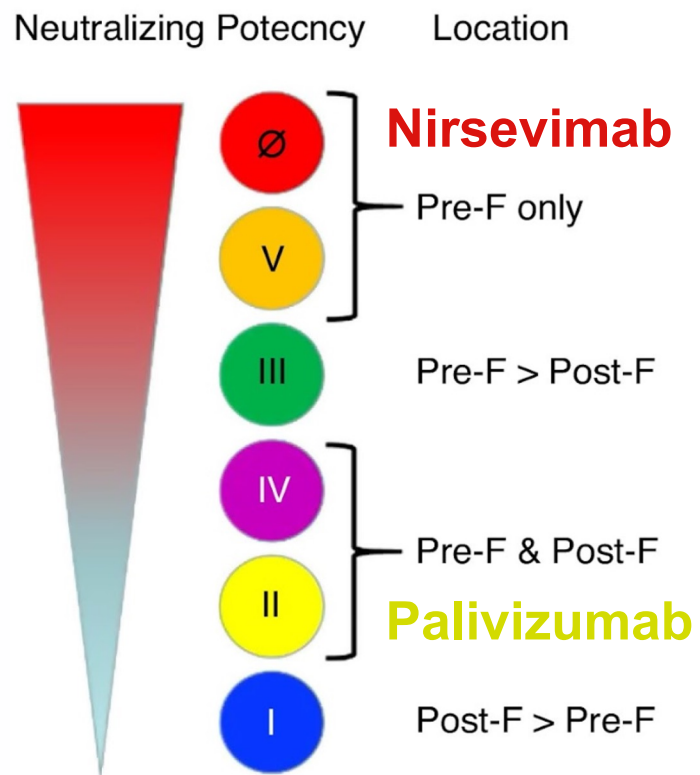 Neutralizing Potecncy Location
Ø
Nirsevimab
Pre-F only
V
III
Pre-F > Post-F
IV
Pre-F & Post-F
II
Palivizumab
I
Post-F > Pre-F